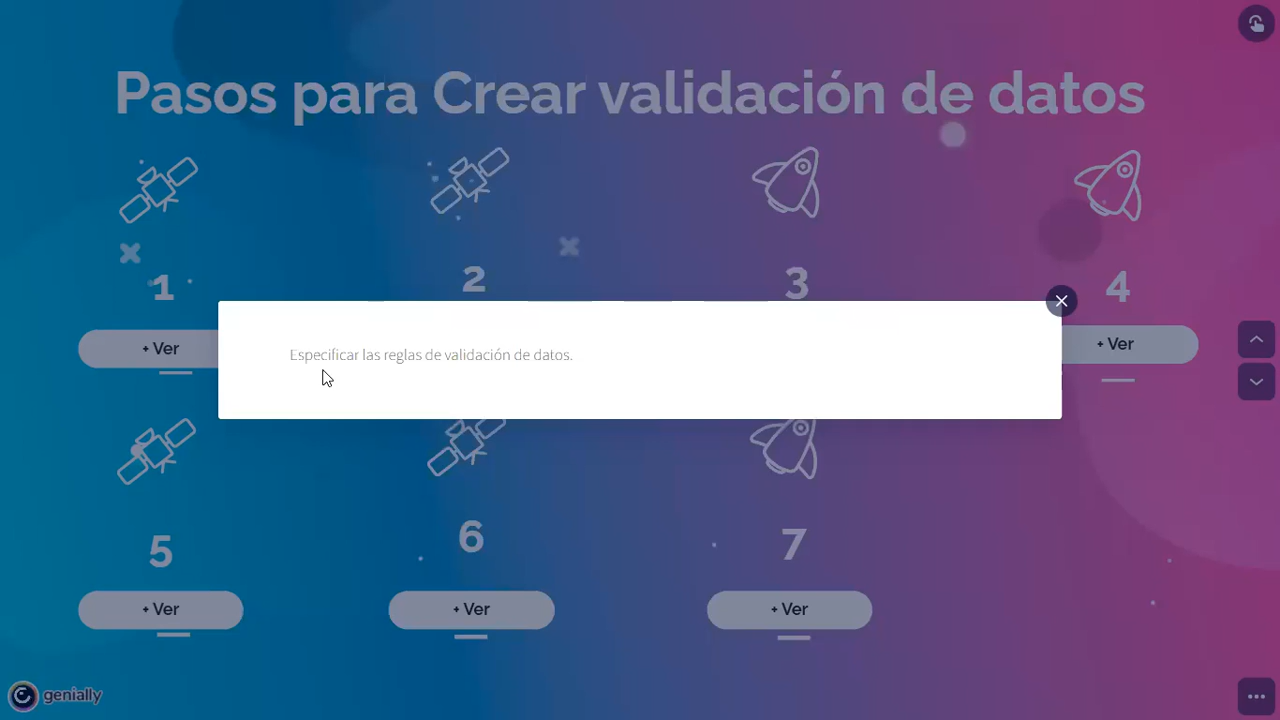 Pasos para Crear validación de datos
1
2
3
4
+ Ver
+ Ver
Especificar las reglas de validación de datos.
5
6
7
+ Ver
+ Ver
+ Ver
genially